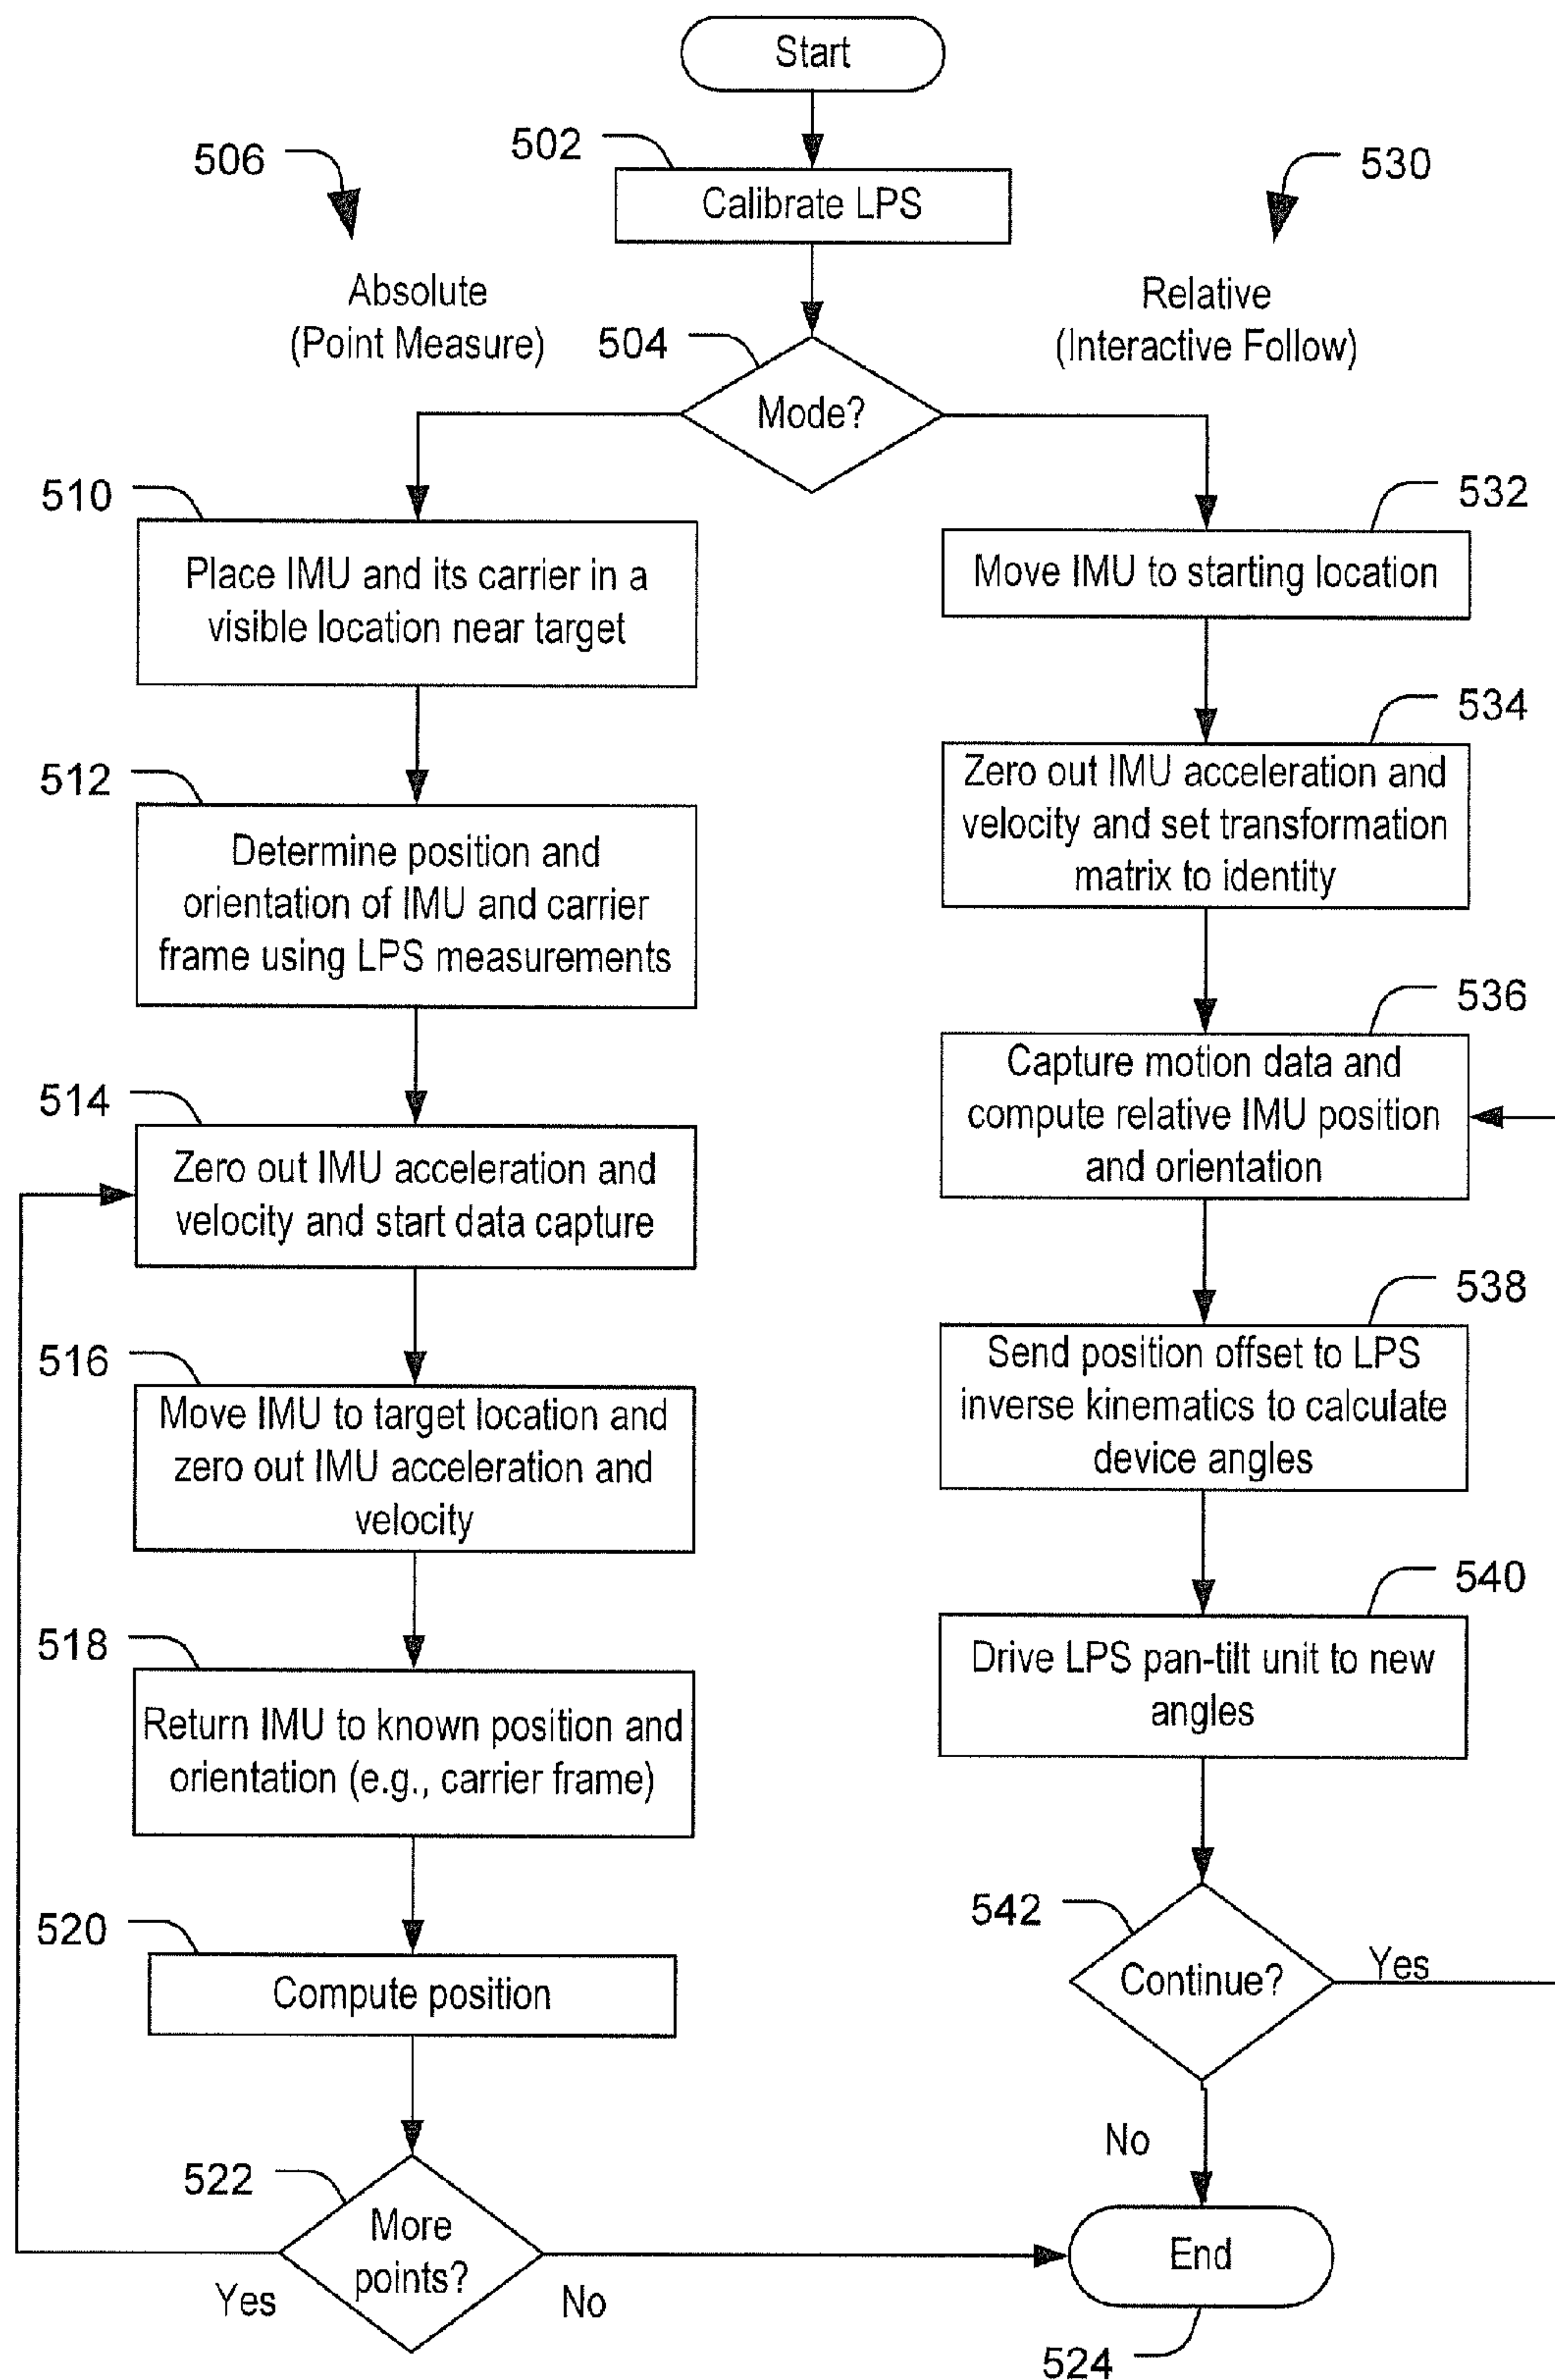 Start
502
Calibrate LPS
506
Absolute
(Point Measure)
530
Relative
(Interactive Follow)
504
Mode?
510
Place IMU and its carrier in a
visible location near target
512
Determine position and
orientation of IMU and carrier
frame using LPS measurements
514
Zero out IMU acceleration and
velocity and start data capture
516
Move IMU to target location and
zero out IMU acceleration and
velocity
518
Return IMU to known position and
orientation (e.g., carrier frame)
520
Compute position
522
More
points?
Yes
No
532
Move IMU to starting location
534
Zero out IMU acceleration and
velocity and set transformation
matrix to identity
536
Capture motion data and
compute relative IMU position
and orientation
538
Send position offset to LPS
inverse kinematics to calculate
device angles
540
Drive LPS pan-tilt unit to new
angles
542
Continue?
Yes
No
End
524